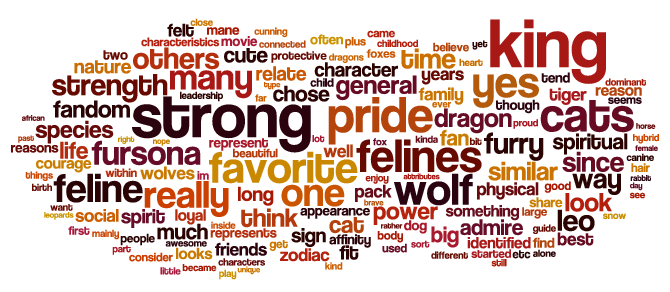 close
cunning
felt mane
king
characteristics movie connected often plus came
two others cute protective dragons foxes time believe yet
nature many relate character childhood heart yes
strength type child general years tend dominant
leadership far chose family tiger reason
fandom ever though seems
african strong pride dragon proud cats horse
species lot fan bit furry spiritual hybrid
past right nope represent fox kinda female
reasons life fursona beautiful well felines since canine
courage favorite similar way hair
things within wolves im enjoy attributes wolf rabbit
birth feline really long one pack physical good day
want brave share look see
leopards social spirit loyal inside think appearance power something large leo snow
first mainly much represents cat rather dog big admire guide
people sign affinity body identified find best
part awesome looks friends get zodiac fit used sort different started etc alone
consider characters still
little became play unique kind